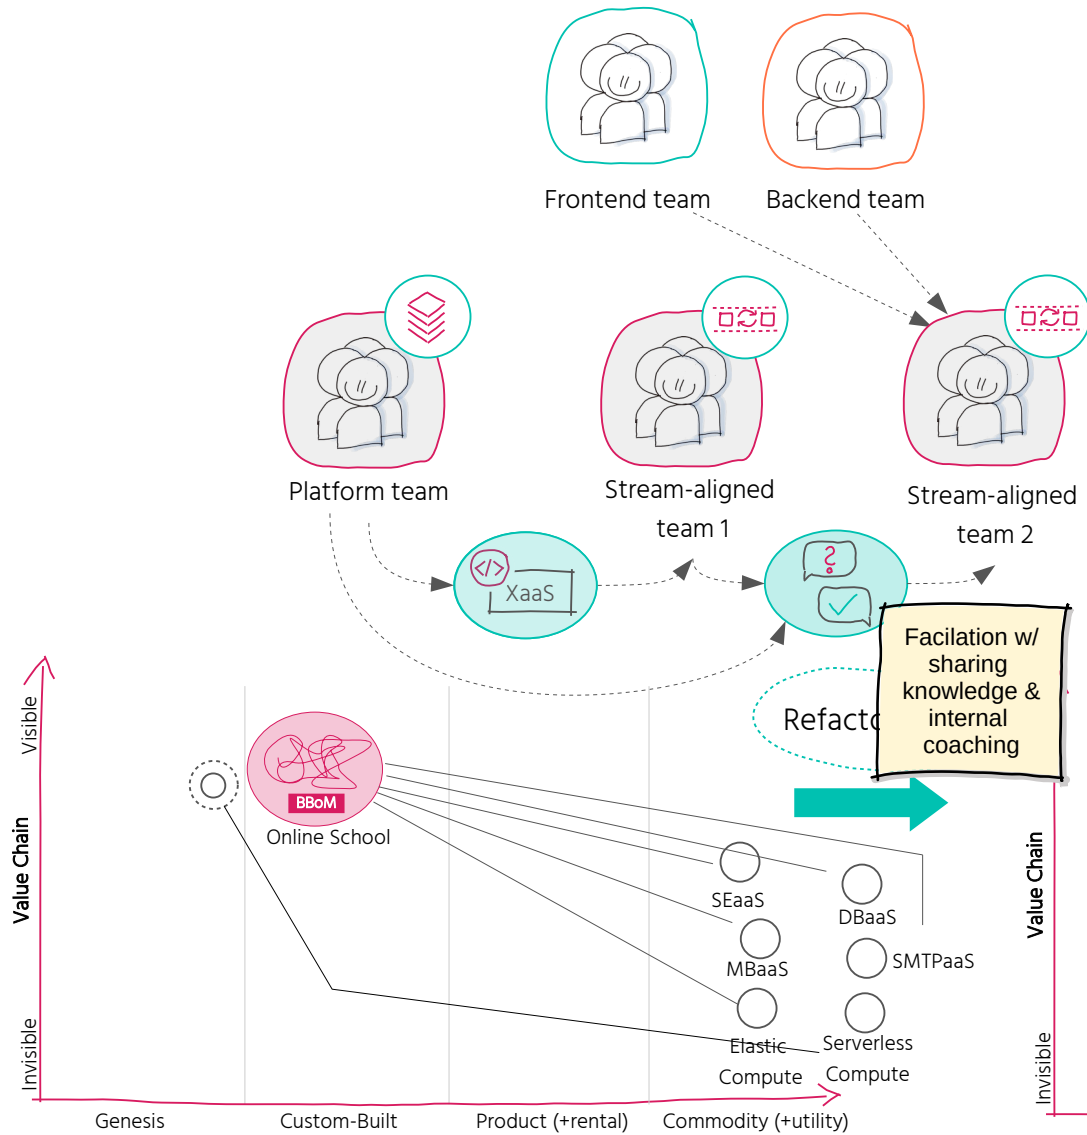 Frontend team
Backend team
Platform team
Stream-aligned
team 1
Stream-aligned
team 2
</>
XaaS
?
Facilation w/
sharing
knowledge &
internal
coaching
Refacto
Visible
Value Chain
Invisible
BBoM
Online School
SEaaS
DBaaS
MBaaS
SMTPaaS
Elastic
Compute
Serverless
Compute
Genesis
Custom-Built
Product (+rental)
Commodity (+utility)
Value Chain
Invisible